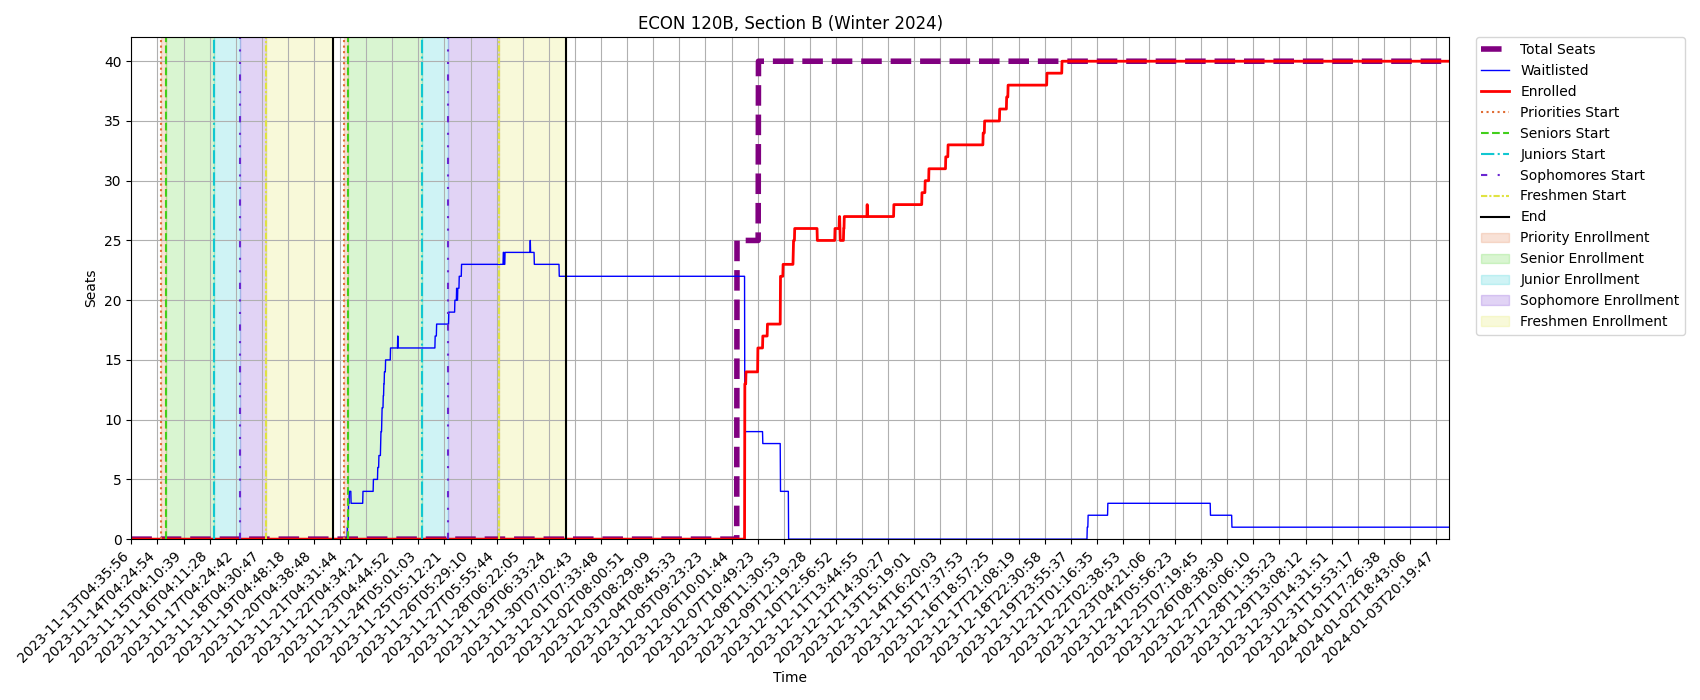 ECON 120B, Section B (Winter 2024)
Seats
40
35
30
25
20
15
10
5
0
2023-11-13T04:35:56
2023-11-14T04:24:54
2023-11-15T04:10:39
2023-11-16T04:11:28
2023-11-17T04:24:42
2023-11-18T04:30:47
2023-11-19T04:48:18
2023-11-20T04:38:48
2023-11-21T04:31:44
2023-11-22T04:34:21
2023-11-23T04:44:52
2023-11-24T05:01:03
2023-11-25T05:12:21
2023-11-26T05:29:10
2023-11-27T05:55:44
2023-11-28T06:22:05
2023-11-29T06:33:24
2023-11-30T07:02:43
2023-12-01T07:33:48
2023-12-02T08:00:51
2023-12-03T08:29:09
2023-12-04T08:45:33
2023-12-05T09:23:23
2023-12-06T10:01:44
2023-12-07T10:49:23
2023-12-08T11:30:53
2023-12-09T12:19:28
2023-12-10T12:56:52
2023-12-11T13:44:55
2023-12-12T14:30:27
2023-12-13T15:19:01
2023-12-14T16:20:03
2023-12-15T17:37:53
2023-12-16T18:57:25
2023-12-17T21:08:19
2023-12-18T22:30:58
2023-12-19T23:55:37
2023-12-21T01:16:35
2023-12-22T02:38:53
2023-12-23T04:21:06
2023-12-24T05:56:23
2023-12-25T07:19:45
2023-12-26T08:38:30
2023-12-27T10:06:10
2023-12-28T11:35:23
2023-12-29T13:08:12
2023-12-30T14:31:51
2023-12-31T15:53:17
2024-01-01T17:26:38
2024-01-02T18:43:06
2024-01-03T20:19:47
Time
Total Seats
Waitlisted
Enrolled
Priorities Start
Seniors Start
Juniors Start
Sophomores Start
Freshmen Start
End
Priority Enrollment
Senior Enrollment
Junior Enrollment
Sophomore Enrollment
Freshmen Enrollment